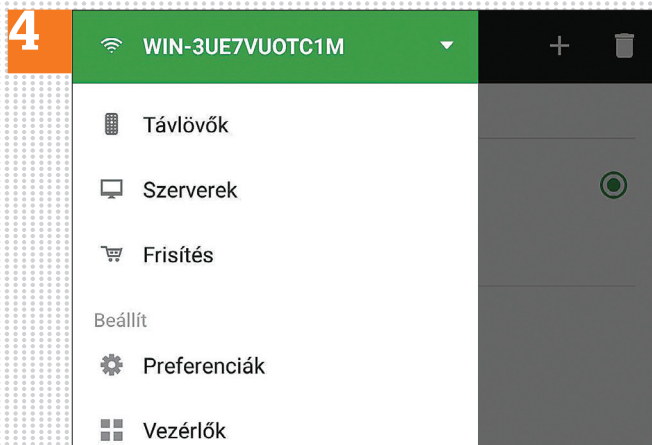 4
WIN-3UE7VUOTC1M
Távlövők
Szerverek
Frisítés
Beállít
Preferenciák
Vezérlők